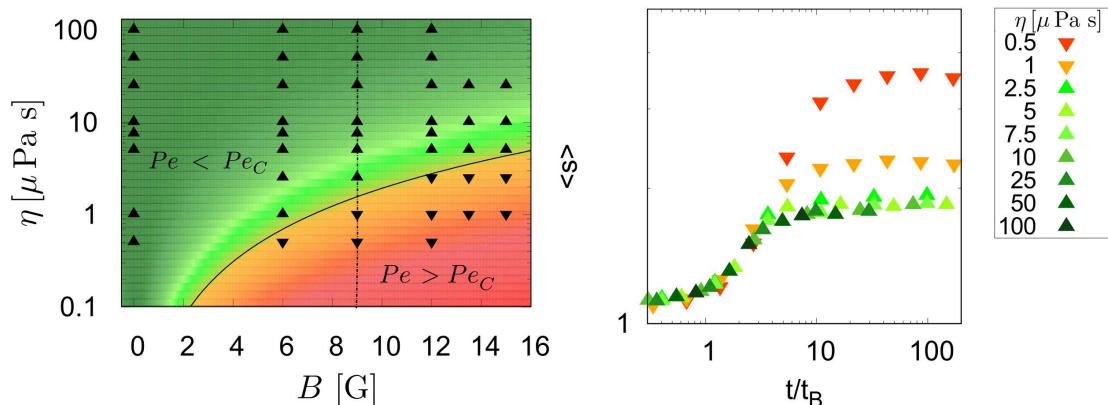 100
10
1
0.1
η [μ Pa s]
Pe < Pe_C
Pe > Pe_C
0 2 4 6 8 10 12 14 16
B [G]
<s>
1
1 10 100
t/t_B
η [μ Pa s]
0.5
1
2.5
5
7.5
10
25
50
100